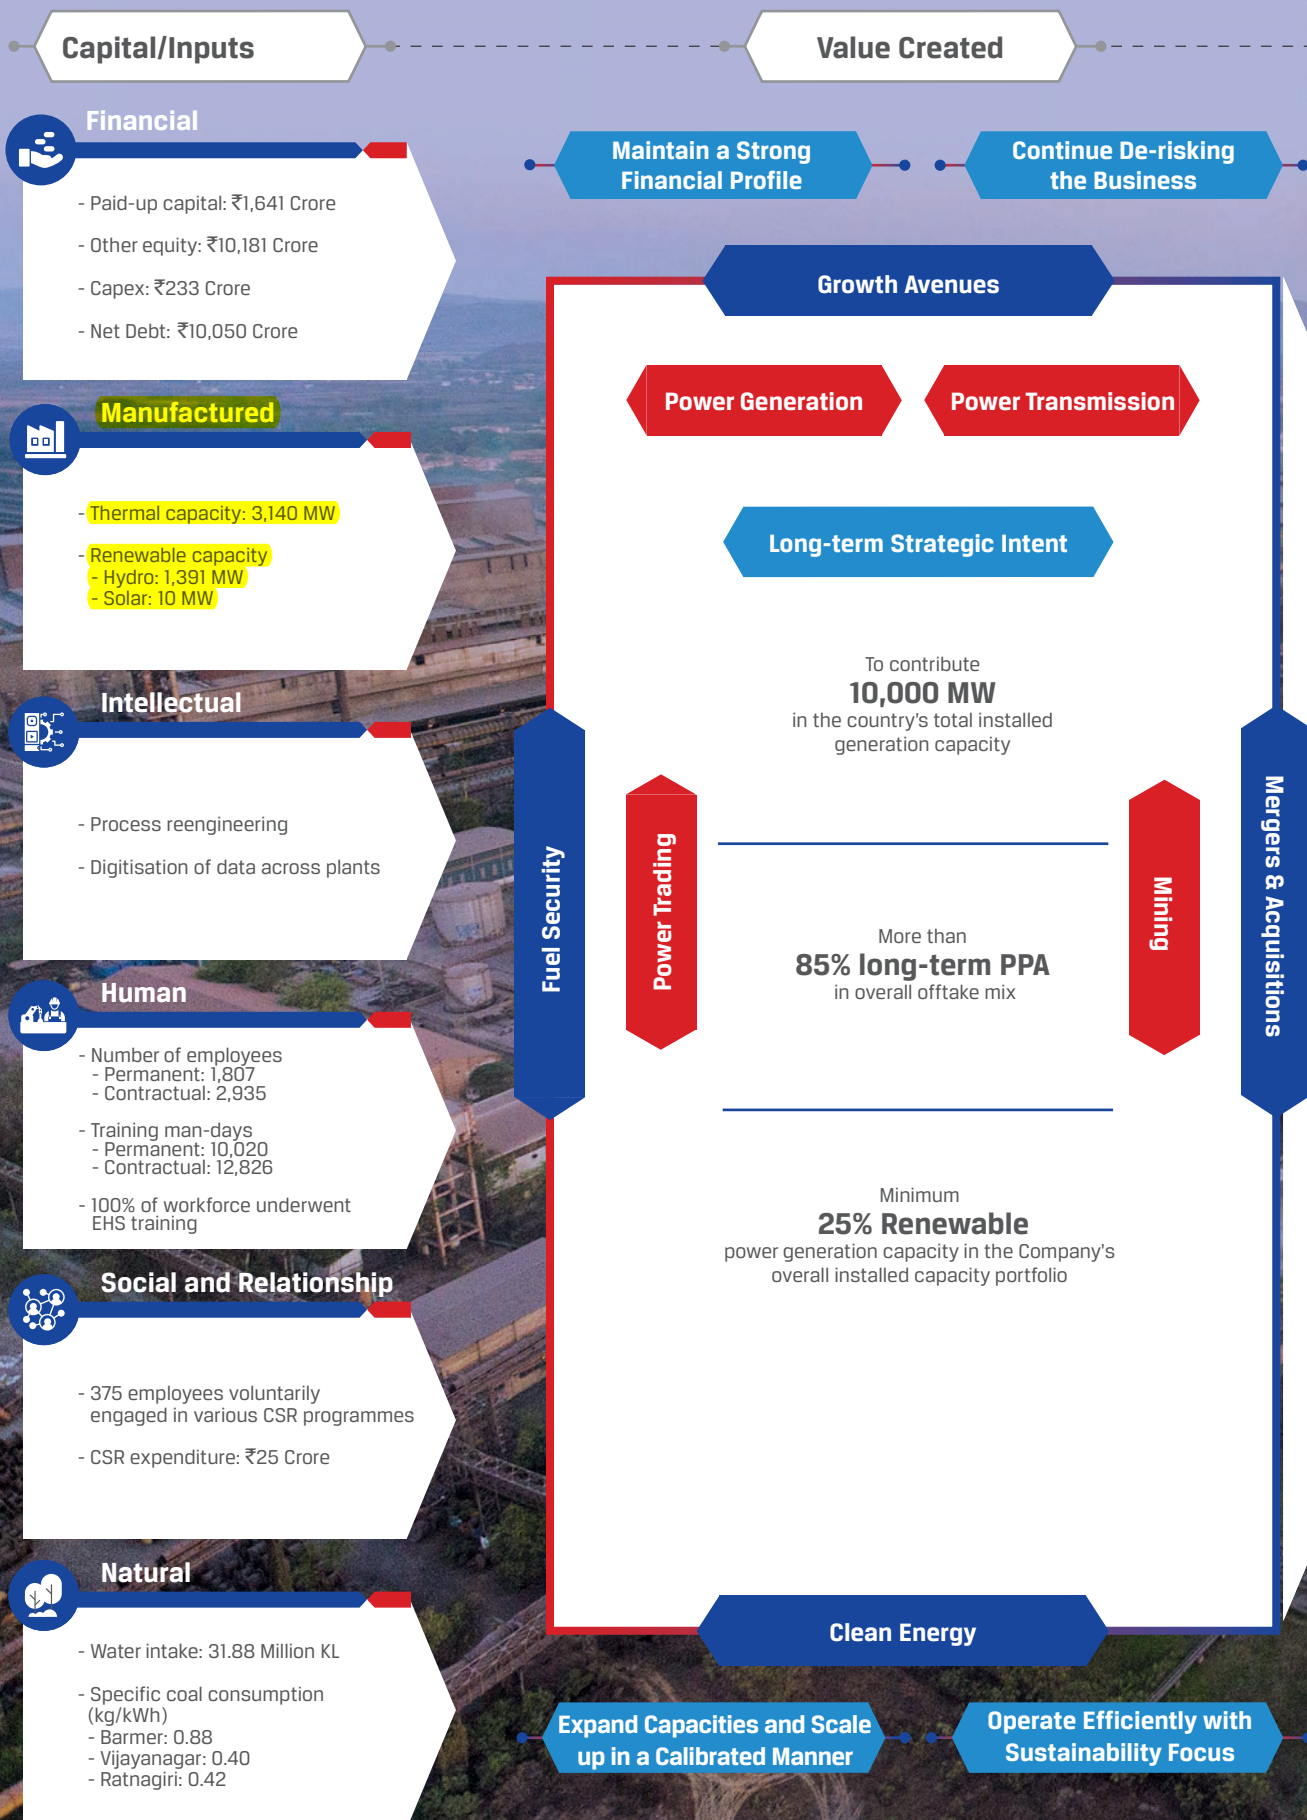 Capital/Inputs
Value Created
Financial
- Paid-up capital: ₹1,641 Crore
- Other equity: ₹10,181 Crore
- Capex: ₹233 Crore
- Net Debt: ₹10,050 Crore
Manufactured
- Thermal capacity: 3,140 MW
- Renewable capacity
- Hydro: 1,391 MW
- Solar: 10 MW
Intellectual
- Process reengineering
- Digitisation of data across plants
Human
- Number of employees
- Permanent: 1,807
- Contractual: 2,935
- Training man-days
- Permanent: 10,020
- Contractual: 12,826
- 100% of workforce underwent
EHS training
Social and Relationship
- 375 employees voluntarily
engaged in various CSR programmes
- CSR expenditure: ₹25 Crore
Natural
- Water intake: 31.88 Million KL
- Specific coal consumption
(kg/kWh)
- Barmer: 0.88
- Vijayanagar: 0.40
- Ratnagiri: 0.42
Maintain a Strong
Financial Profile
Continue De-risking
the Business
Growth Avenues
Power Generation
Power Transmission
Long-term Strategic Intent
To contribute
10,000 MW
in the country's total installed
generation capacity
Fuel Security
Power Trading
Mining
Mergers & Acquisitions
More than
85% long-term PPA
in overall offtake mix
Minimum
25% Renewable
power generation capacity in the Company's
overall installed capacity portfolio
Clean Energy
Expand Capacities and Scale
up in a Calibrated Manner
Operate Efficiently with
Sustainability Focus